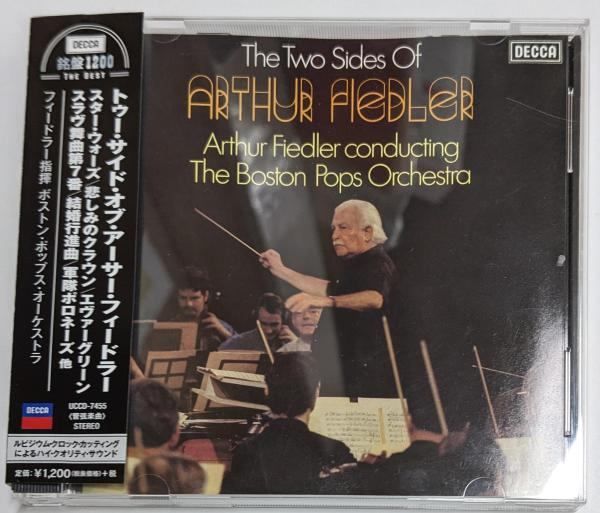 DECCA
銘盤1200
THE BEST
トゥー・サイド・オブ・アーサー・フィードラー
スター・ウォーズ/悲しみのクラウン/エヴァーグリーン
スラヴ舞曲第7番/結婚行進曲/軍隊ポロネーズ 他
フィードラー指揮 ボストン・ポップス・オーケストラ
DECCA
UCCD-7455
〈管弦楽曲〉
STEREO
ルビジウム・クロック・カッティング
によるハイ・クオリティ・サウンド
定価:¥1,200(税抜価格)+税
The Two Sides Of
ARTHUR FIEDLER
Arthur Fiedler conducting
The Boston Pops Orchestra
DECCA